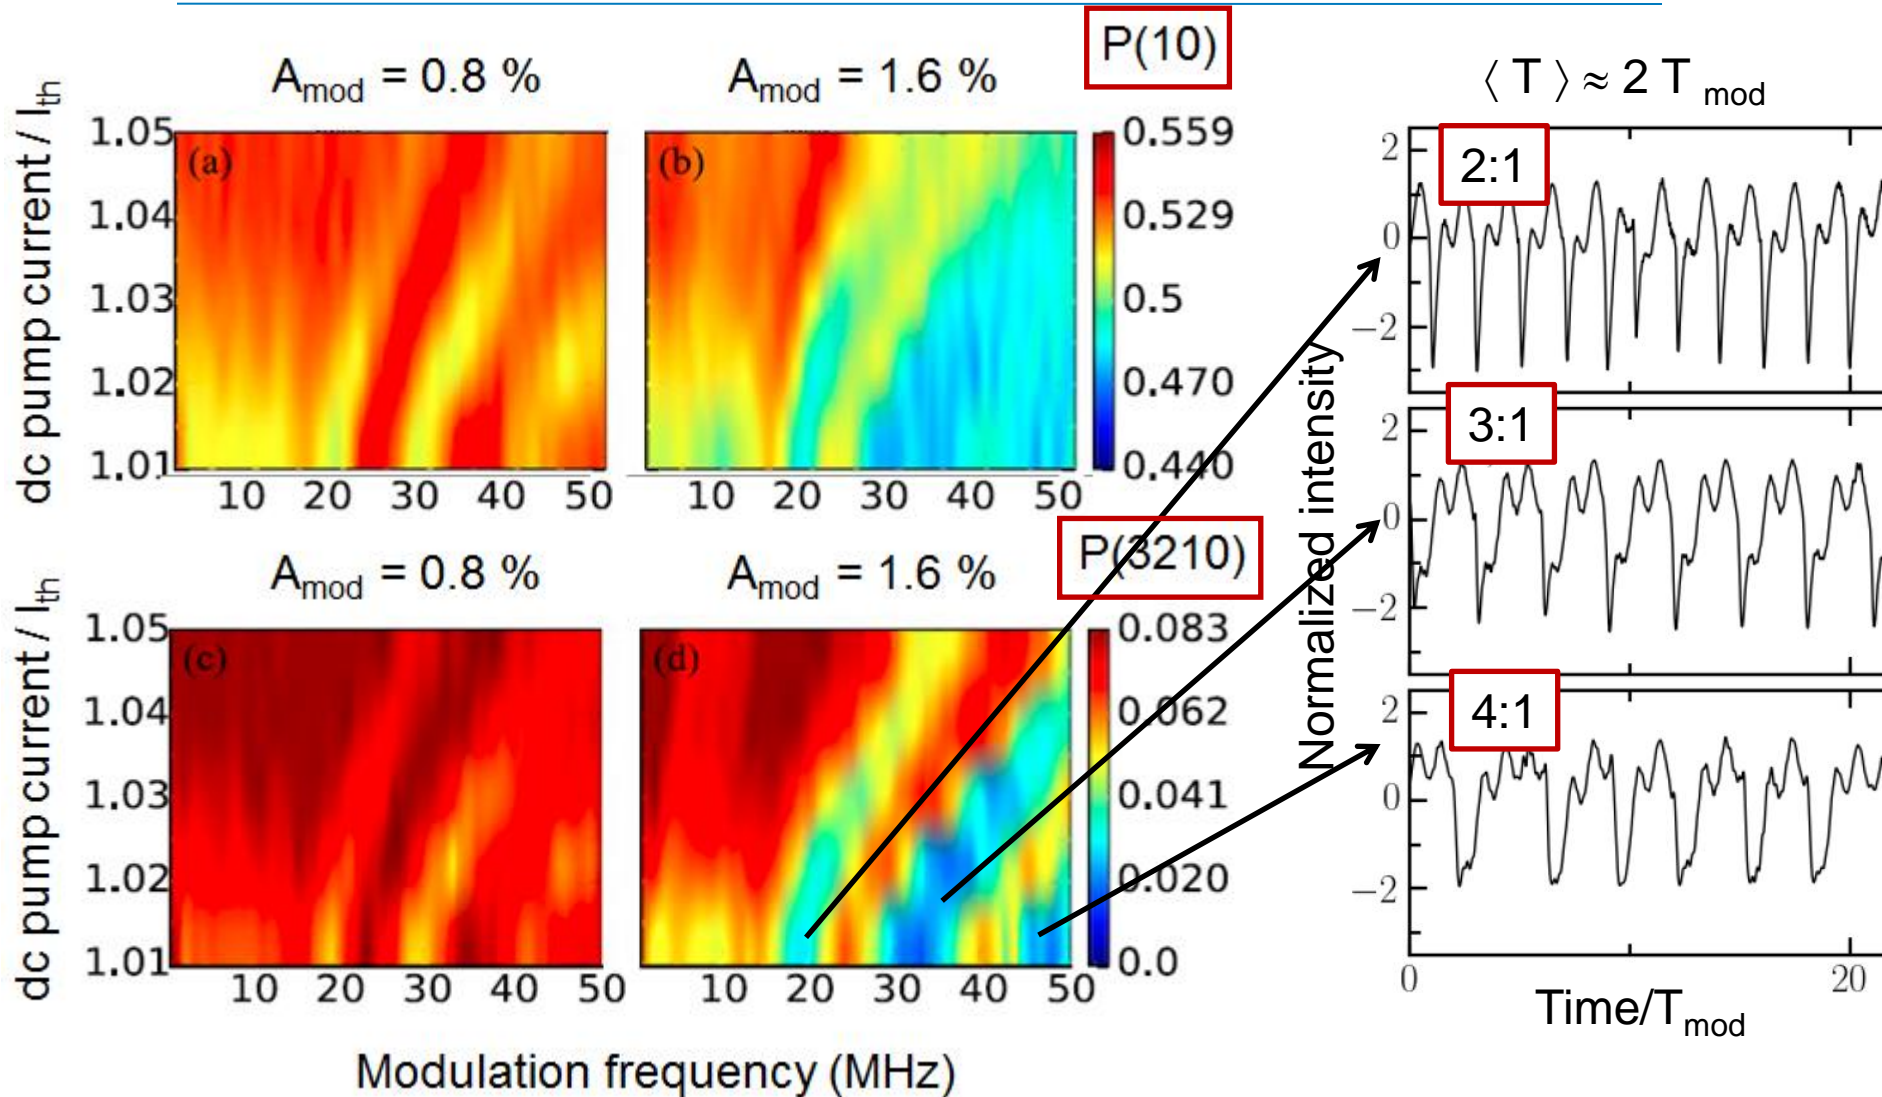 P(10)
A_mod = 0.8 %
A_mod = 1.6 %
dc pump current / I_th
1.05
1.04
1.03
1.02
1.01
(a)
(b)
0.559
0.529
0.5
0.470
0.440
10 20 30 40 50
10 20 30 40 50
P(3210)
A_mod = 0.8 %
A_mod = 1.6 %
dc pump current / I_th
1.05
1.04
1.03
1.02
1.01
(c)
(d)
0.083
0.062
0.041
0.020
0.0
10 20 30 40 50
10 20 30 40 50
Modulation frequency (MHz)
⟨ T ⟩ ≈ 2 T_mod
Normalized intensity
2:1
2
0
−2
3:1
2
0
−2
4:1
2
0
−2
0 20
Time/T_mod